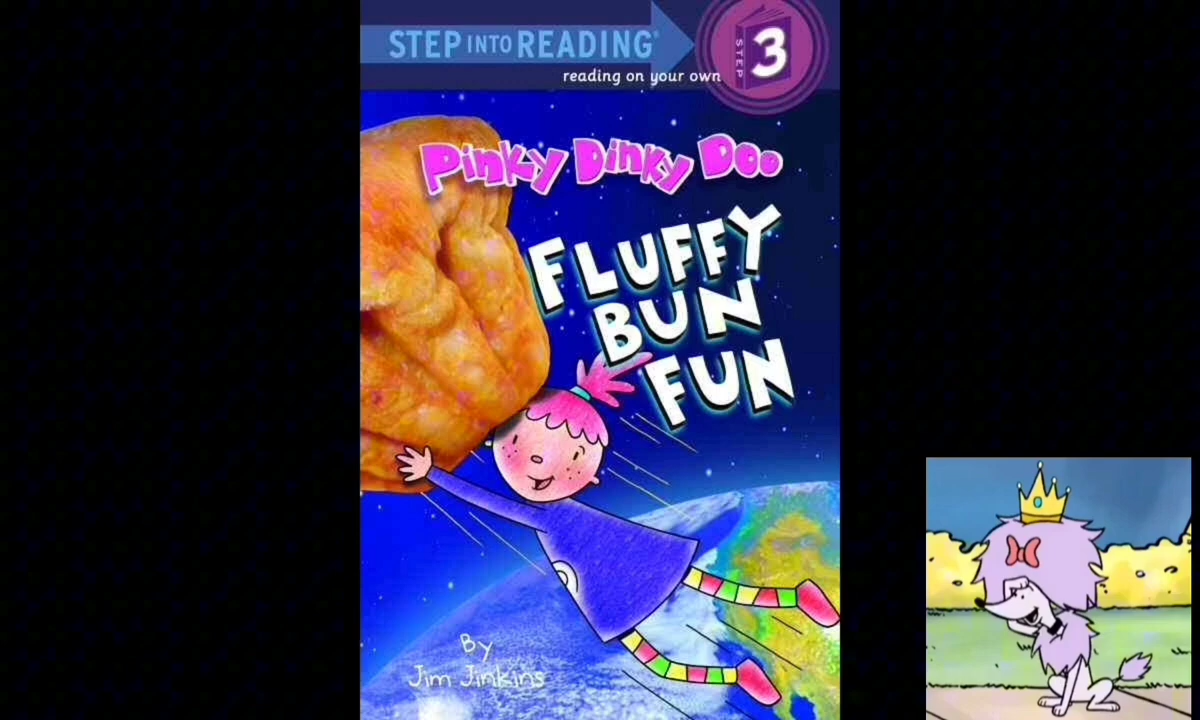 STEP INTO READING®
reading on your own
STEP 3
Pinky Dinky Doo
FLUFFY
BUN
FUN
By
Jim Jinkins